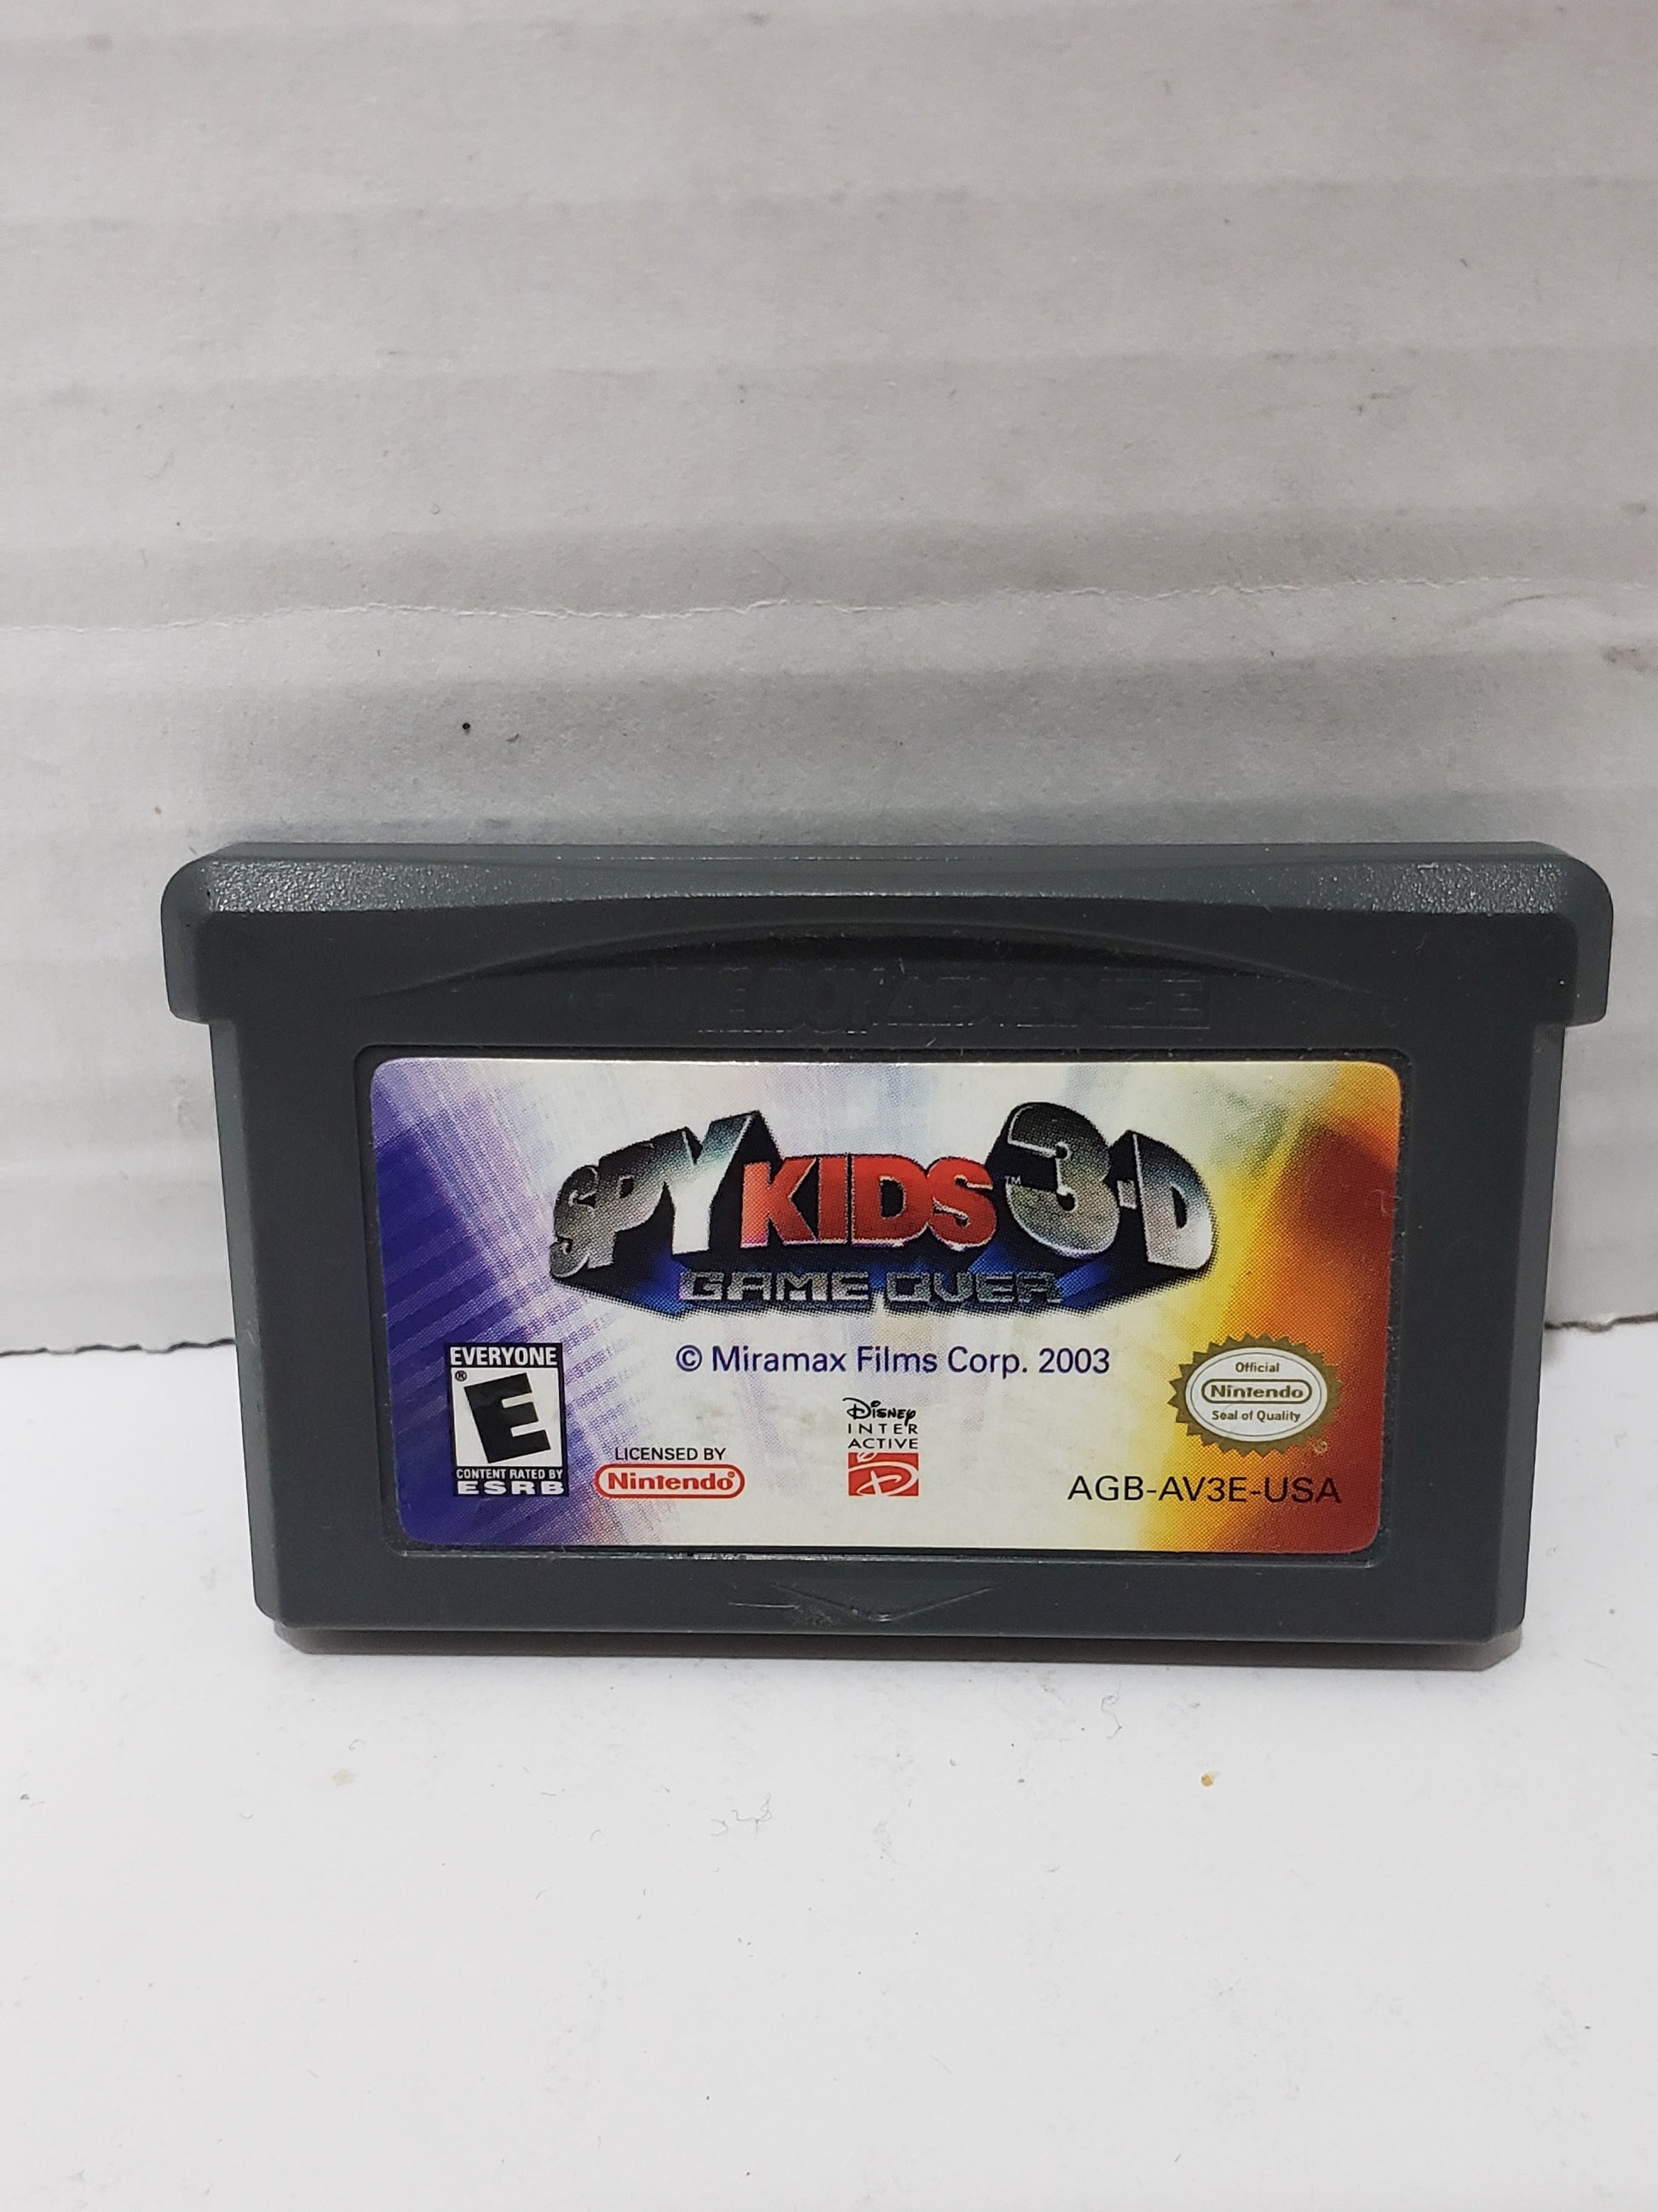 GAME BOY ADVANCE
SPY KIDS™ 3-D
GAME OVER
© Miramax Films Corp. 2003
EVERYONE
E®
CONTENT RATED BY
ESRB
LICENSED BY
Nintendo®
Disney
INTER
ACTIVE
D
Official
Nintendo
Seal of Quality
®
AGB-AV3E-USA